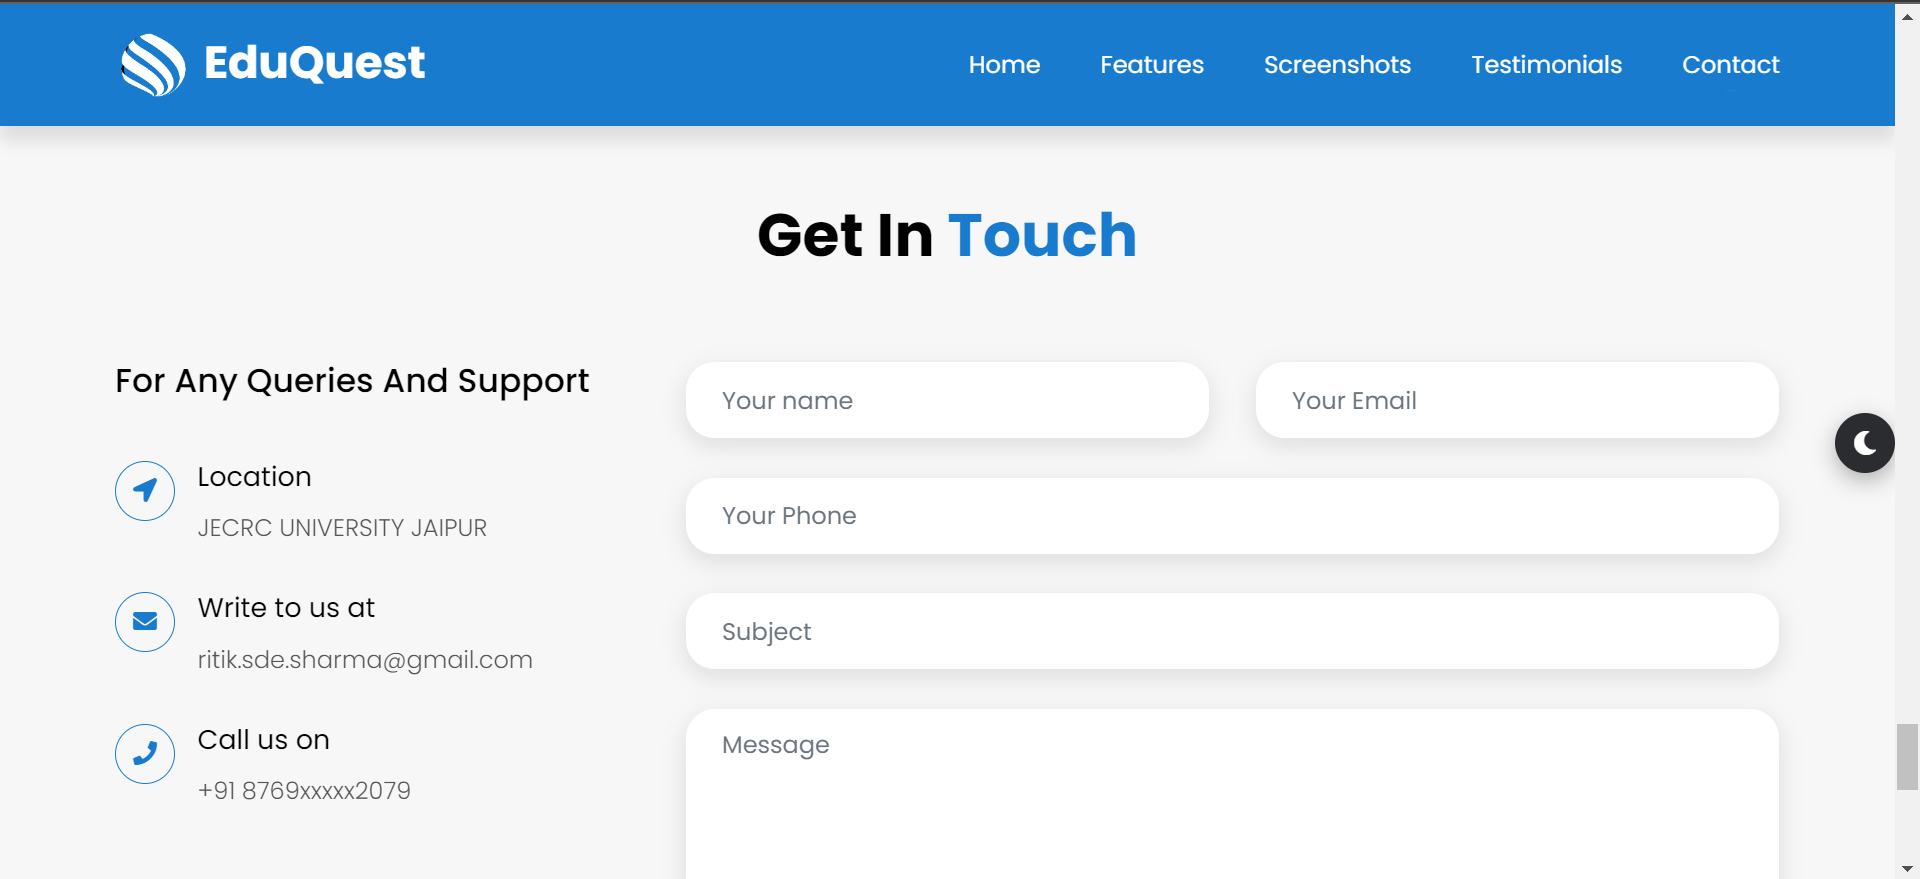 EduQuest
Home Features Screenshots Testimonials Contact
Get In Touch
For Any Queries And Support
Location
JECRC UNIVERSITY JAIPUR
Write to us at
ritik.sde.sharma@gmail.com
Call us on
+91 8769xxxxx2079
Your name
Your Email
Your Phone
Subject
Message